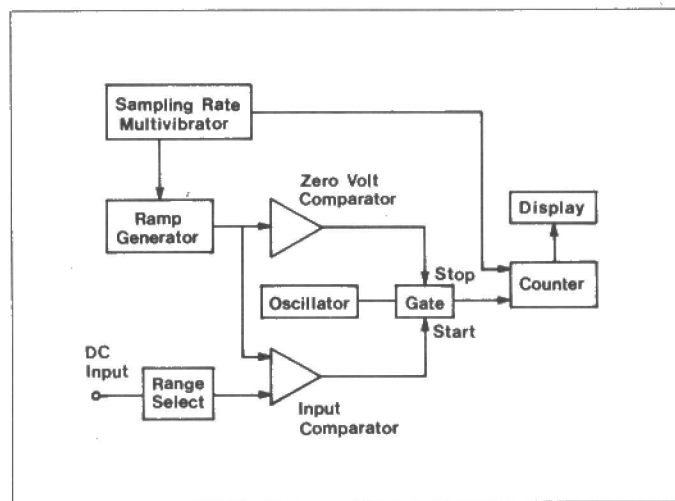 Sampling Rate
Multivibrator
Zero Volt
Comparator
Ramp
Generator
Display
Stop
Oscillator
Gate
Counter
Start
DC
Input
Range
Select
Input
Comparator